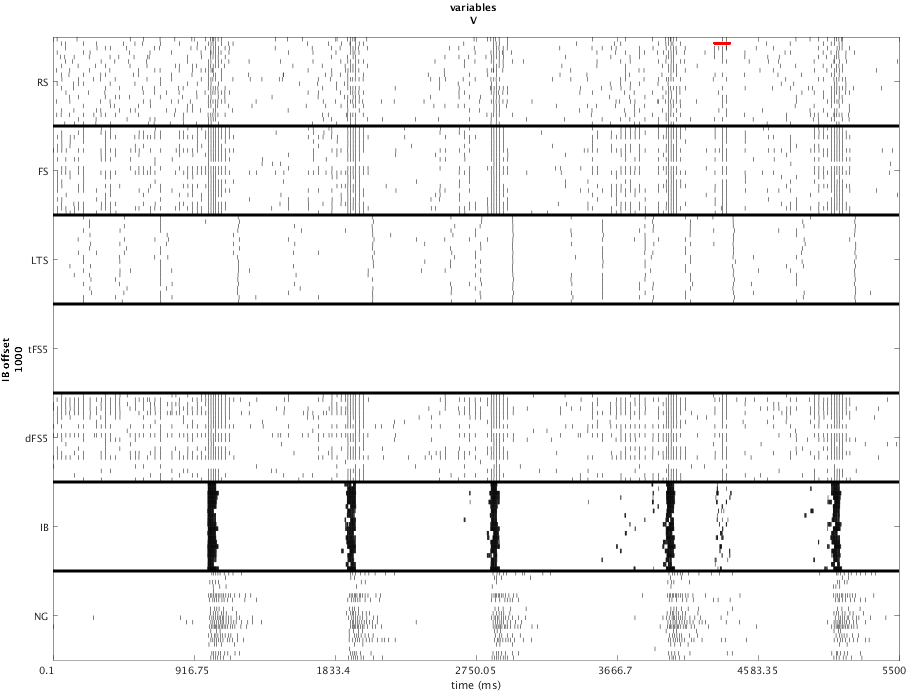 variables
V
RS
FS
LTS
tFS5
dFS5
IB
NG
IB offset
1000
0.1 916.75 1833.4 2750.05 3666.7 4583.35 5500
time (ms)